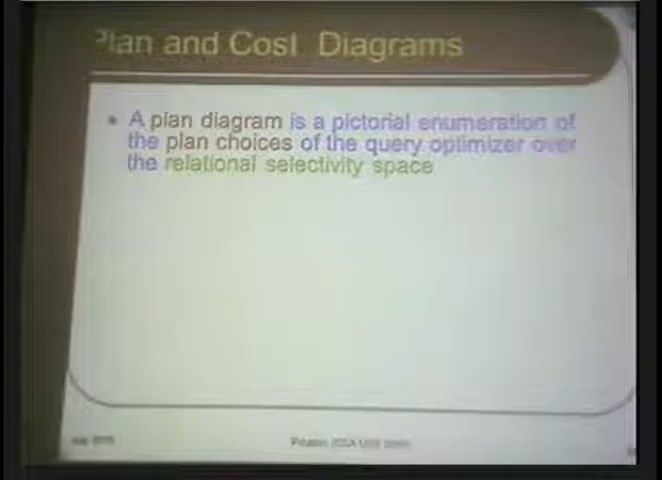 Plan and Cost Diagrams
• A plan diagram is a pictorial enumeration of
the plan choices of the query optimizer over
the relational selectivity space